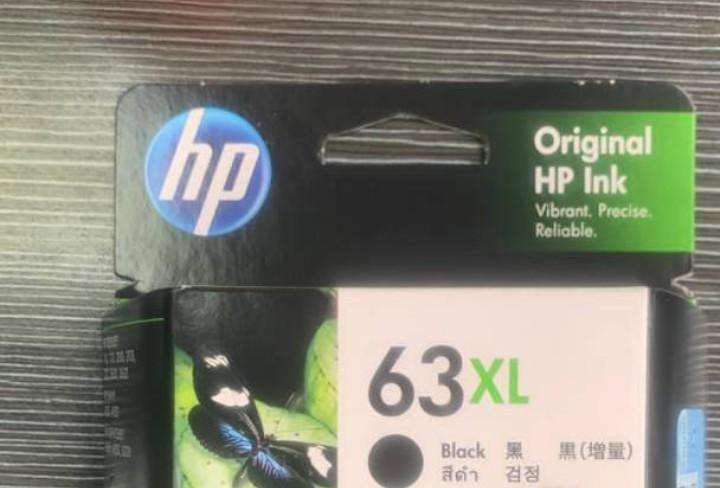 hp
Original
HP Ink
Vibrant. Precise.
Reliable.
63XL
Black 黑 黒(増量)
สีดำ 검정